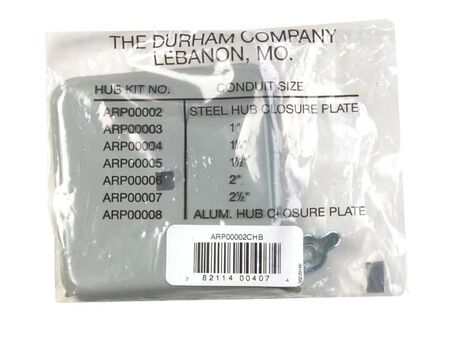 THE DURHAM COMPANY
LEBANON, MO.
HUB KIT NO. CONDUIT SIZE
ARP00002 STEEL HUB CLOSURE PLATE
ARP00003 1"
ARP00004 1¼"
ARP00005 1½"
ARP00006 2"
ARP00007 2½"
ARP00008 ALUM. HUB CLOSURE PLATE
ARP00002CHB
7 82114 00407 4